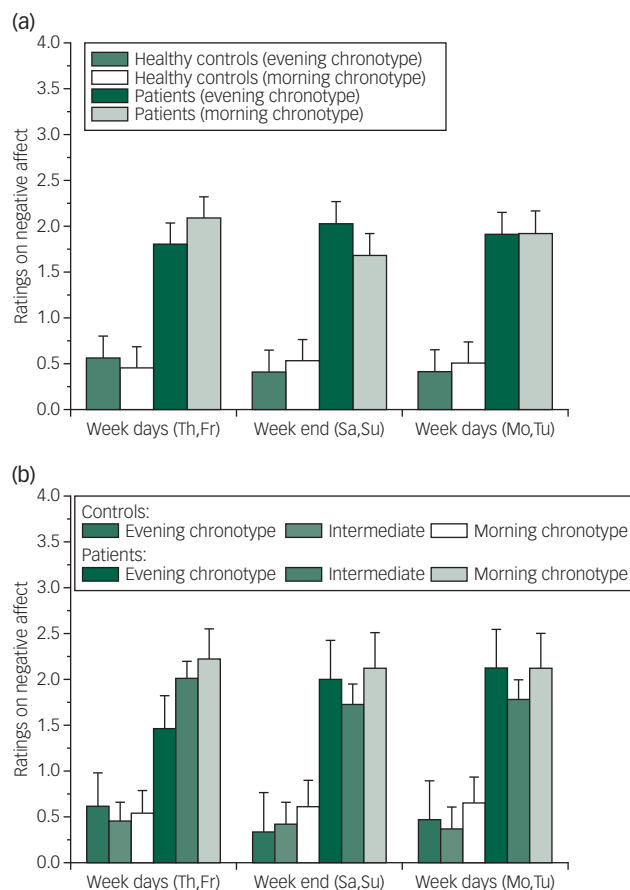 (a)
4.0
3.5
3.0
2.5
2.0
1.5
1.0
0.5
0.0
Ratings on negative affect
Healthy controls (evening chronotype)
Healthy controls (morning chronotype)
Patients (evening chronotype)
Patients (morning chronotype)
Week days (Th,Fr) Week end (Sa,Su) Week days (Mo,Tu)
(b)
4.0
3.5
3.0
2.5
2.0
1.5
1.0
0.5
0.0
Ratings on negative affect
Controls:
Evening chronotype Intermediate Morning chronotype
Patients:
Evening chronotype Intermediate Morning chronotype
Week days (Th,Fr) Week end (Sa,Su) Week days (Mo,Tu)